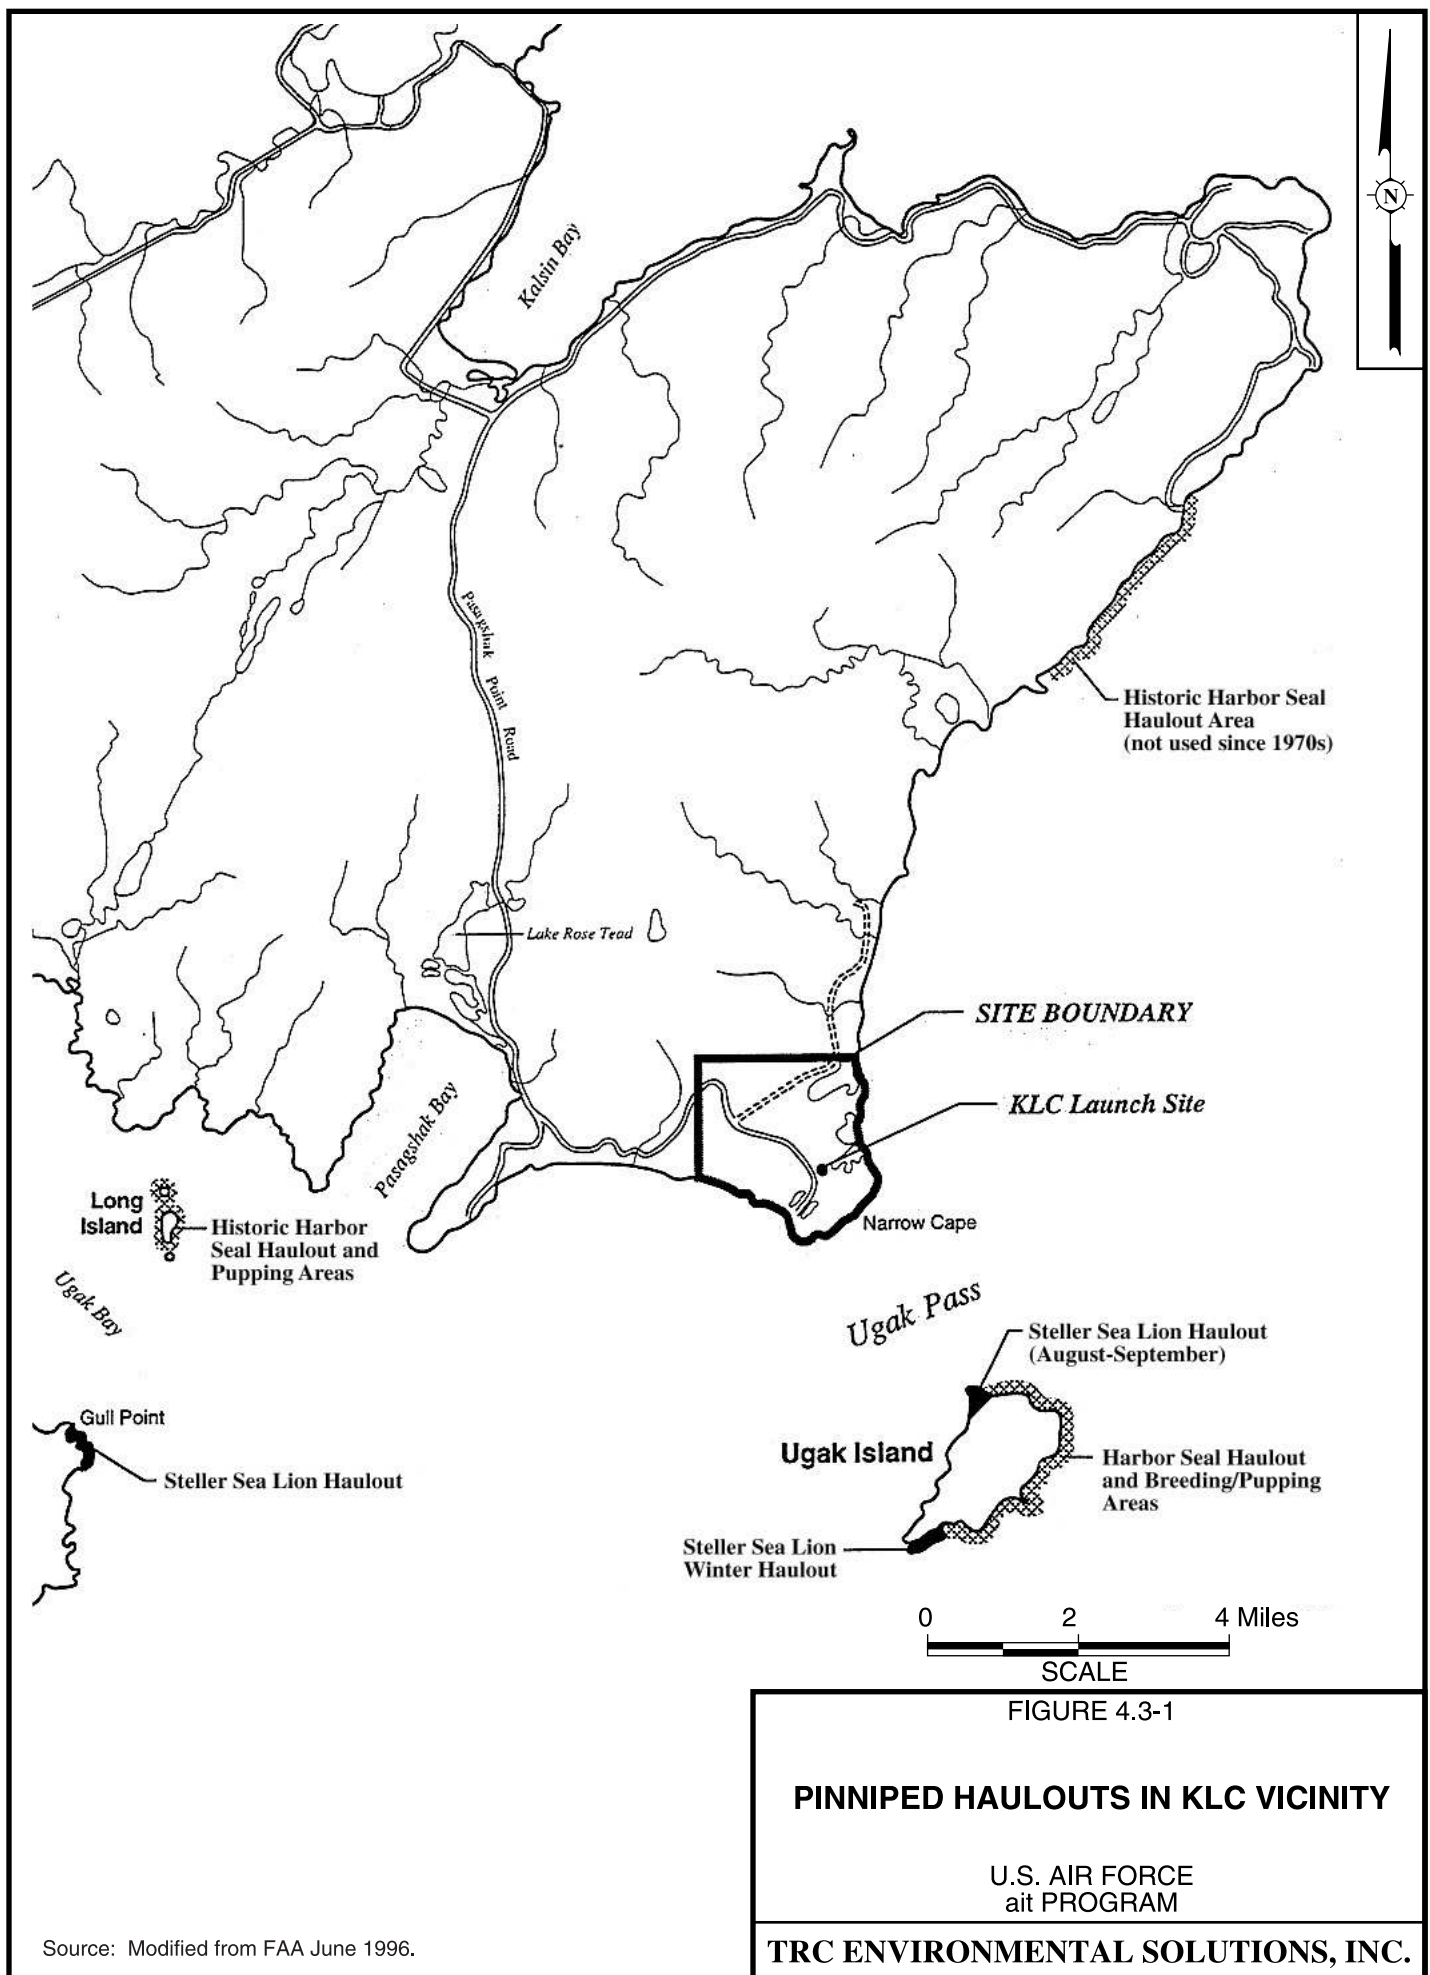 N
Kalsin Bay
Pasagshak Point Road
Historic Harbor Seal
Haulout Area
(not used since 1970s)
Lake Rose Tead
SITE BOUNDARY
KLC Launch Site
Pasagshak Bay
Long
Island
Historic Harbor
Seal Haulout and
Pupping Areas
Narrow Cape
Ugak Bay
Ugak Pass
Steller Sea Lion Haulout
(August-September)
Gull Point
Steller Sea Lion Haulout
Ugak Island
Harbor Seal Haulout
and Breeding/Pupping
Areas
Steller Sea Lion
Winter Haulout
0 2 4 Miles
SCALE
FIGURE 4.3-1
PINNIPED HAULOUTS IN KLC VICINITY
U.S. AIR FORCE
ait PROGRAM
Source: Modified from FAA June 1996.
TRC ENVIRONMENTAL SOLUTIONS, INC.